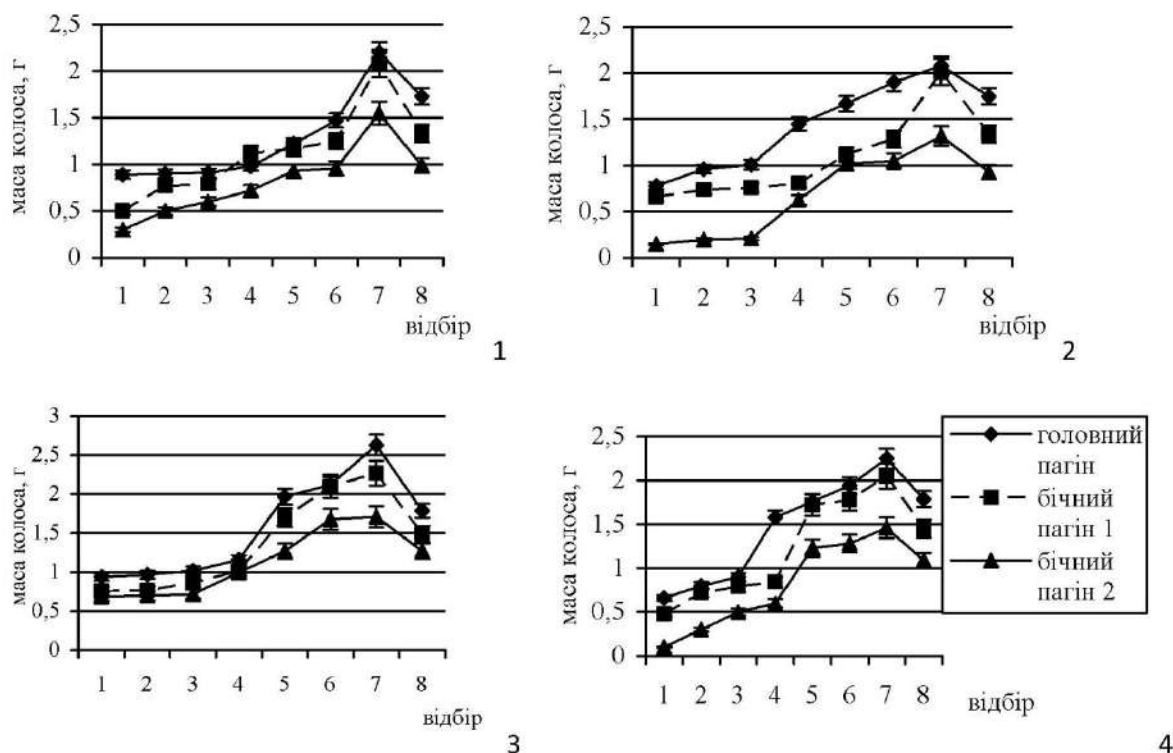 маса колоса, г
2,5
2
1,5
1
0,5
0
1 2 3 4 5 6 7 8
відбір
1
маса колоса, г
2,5
2
1,5
1
0,5
0
1 2 3 4 5 6 7 8
відбір
2
маса колоса, г
3
2,5
2
1,5
1
0,5
0
1 2 3 4 5 6 7 8
відбір
3
маса колоса, г
2,5
2
1,5
1
0,5
0
1 2 3 4 5 6 7 8
відбір
головний
пагін
бічний
пагін 1
бічний
пагін 2
4